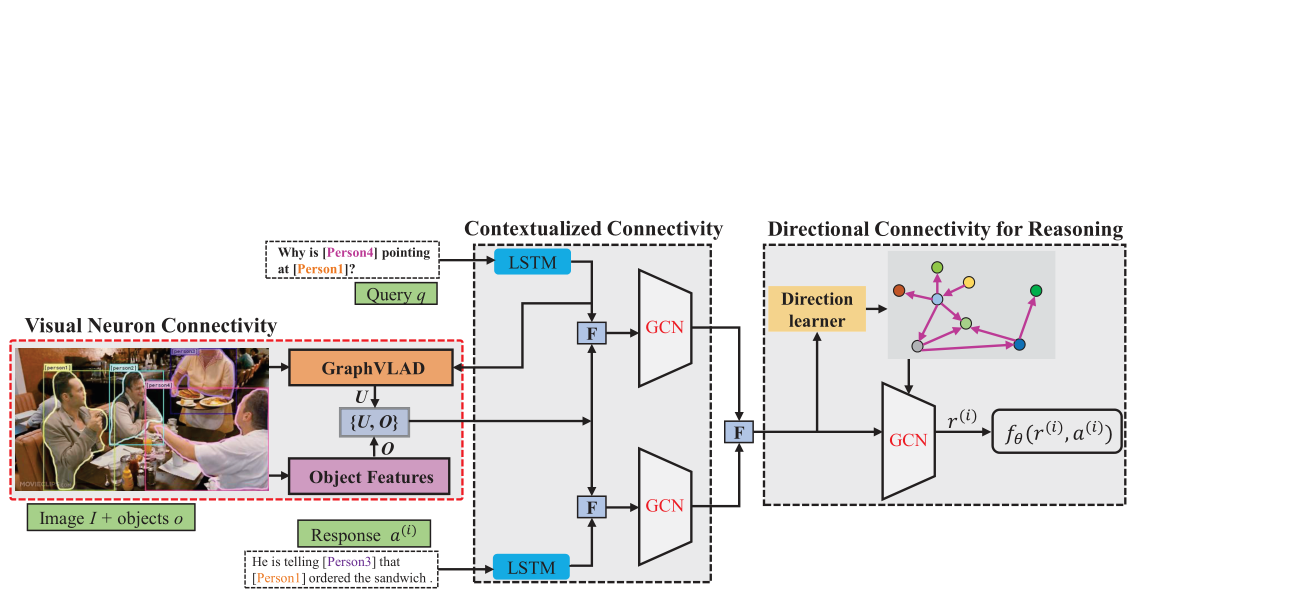 Contextualized Connectivity
Directional Connectivity for Reasoning
Why is [Person4] pointing
at [Person1]?
Query q
LSTM
Direction
learner
Visual Neuron Connectivity
[person1]
[person2]
[person3]
[person4]
GraphVLAD
U
{U, O}
O
Object Features
F
GCN
F
GCN
F
GCN
r^(i)
f_θ(r^(i), a^(i))
Image I + objects o
Response a^(i)
He is telling [Person3] that
[Person1] ordered the sandwich .
LSTM